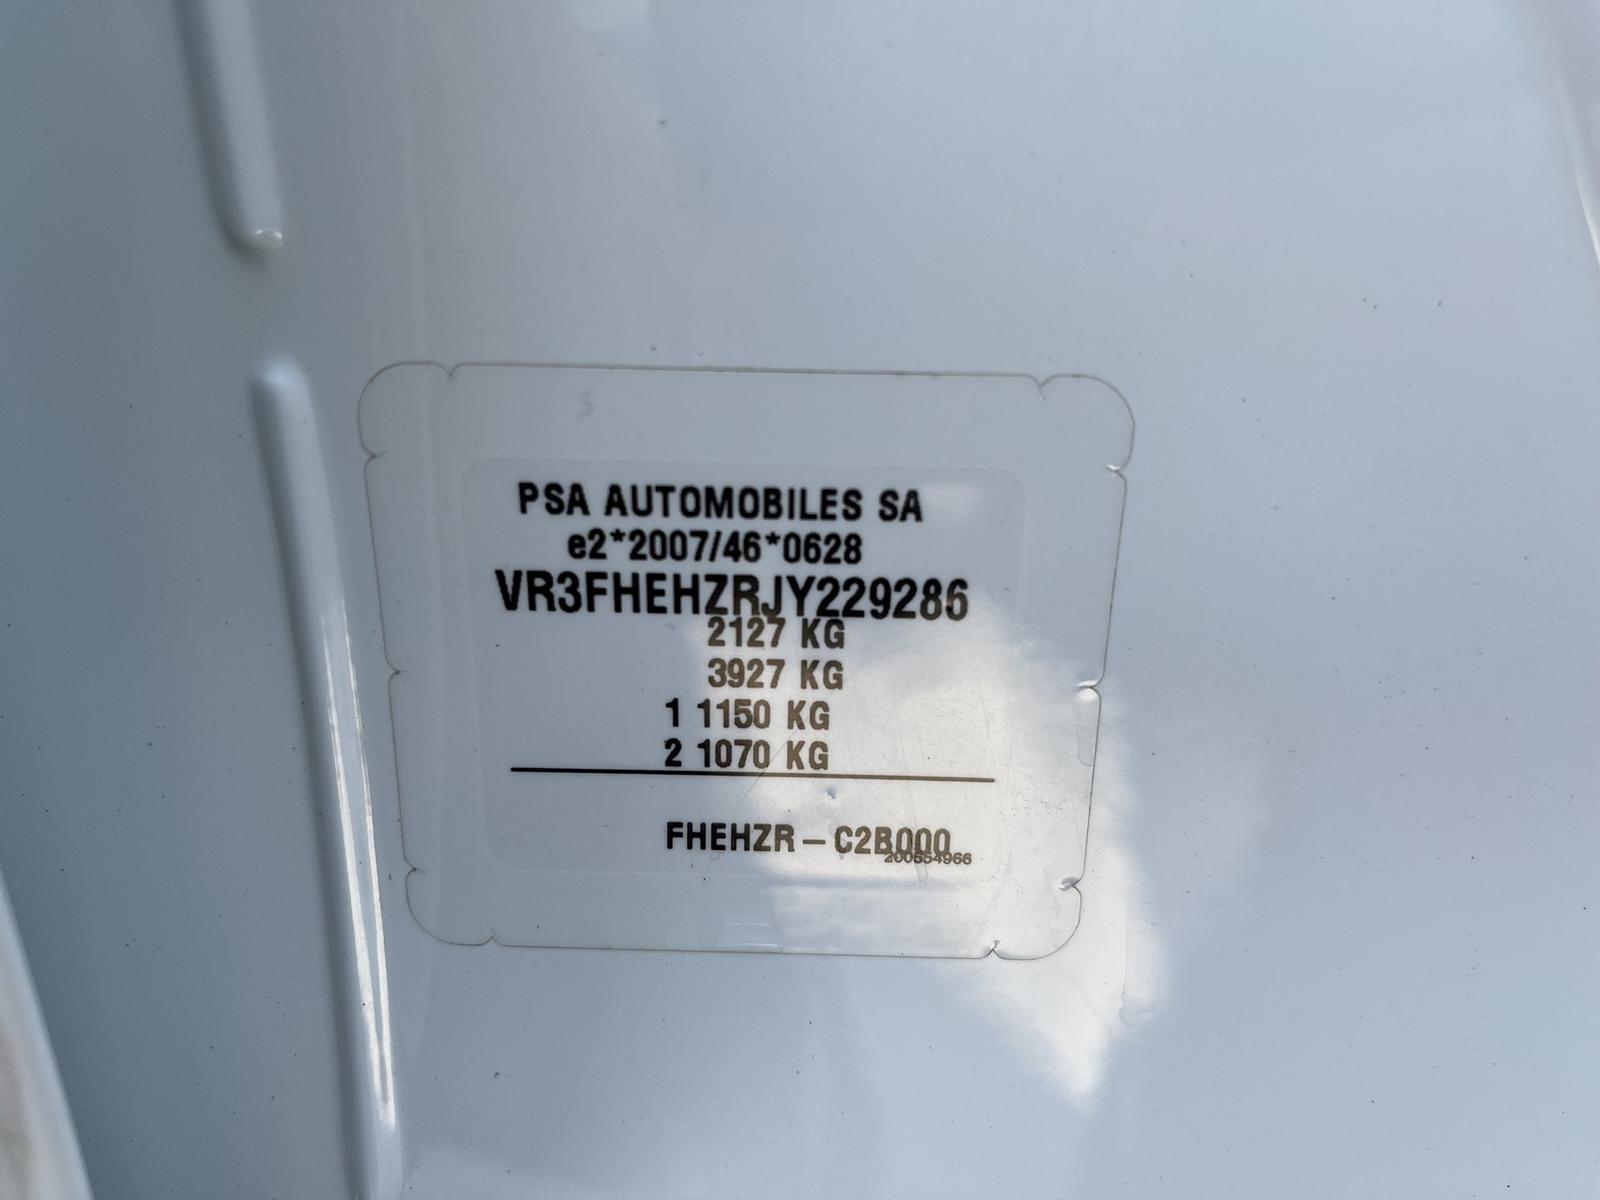 PSA AUTOMOBILES SA
e2*2007/46*0628
VR3FHEHZRJY229286
2127 KG
3927 KG
1 1150 KG
2 1070 KG
FHEHZR – C2B000
200654966